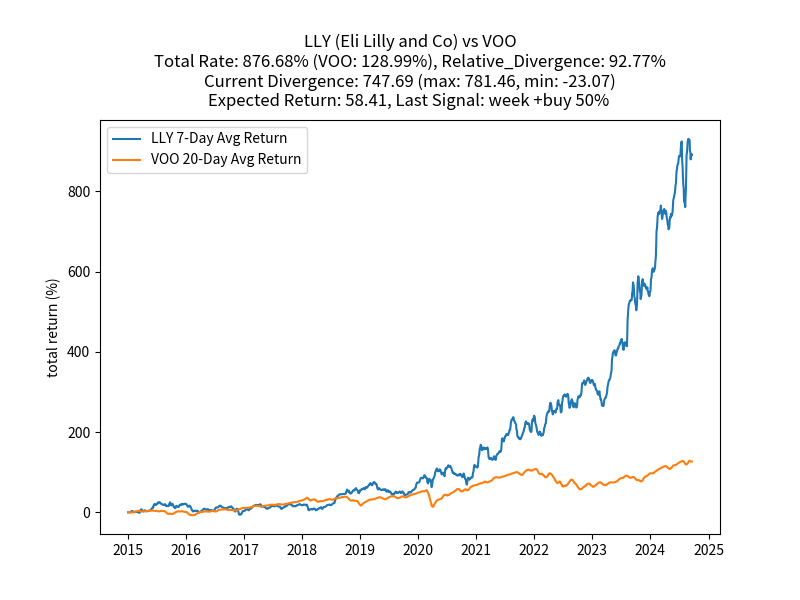 LLY (Eli Lilly and Co) vs VOO
Total Rate: 876.68% (VOO: 128.99%), Relative_Divergence: 92.77%
Current Divergence: 747.69 (max: 781.46, min: -23.07)
Expected Return: 58.41, Last Signal: week +buy 50%
LLY 7-Day Avg Return
VOO 20-Day Avg Return
total return (%)
800
600
400
200
0
2015 2016 2017 2018 2019 2020 2021 2022 2023 2024 2025